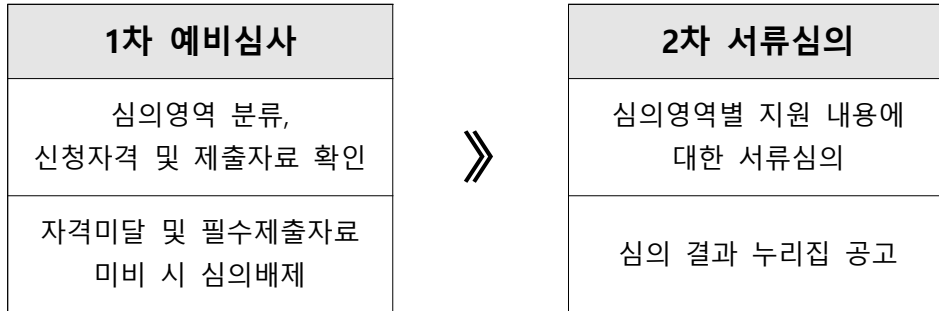 1차 예비심사
심의영역 분류,
신청자격 및 제출자료 확인
자격미달 및 필수제출자료
미비 시 심의배제
》
2차 서류심의
심의영역별 지원 내용에
대한 서류심의
심의 결과 누리집 공고